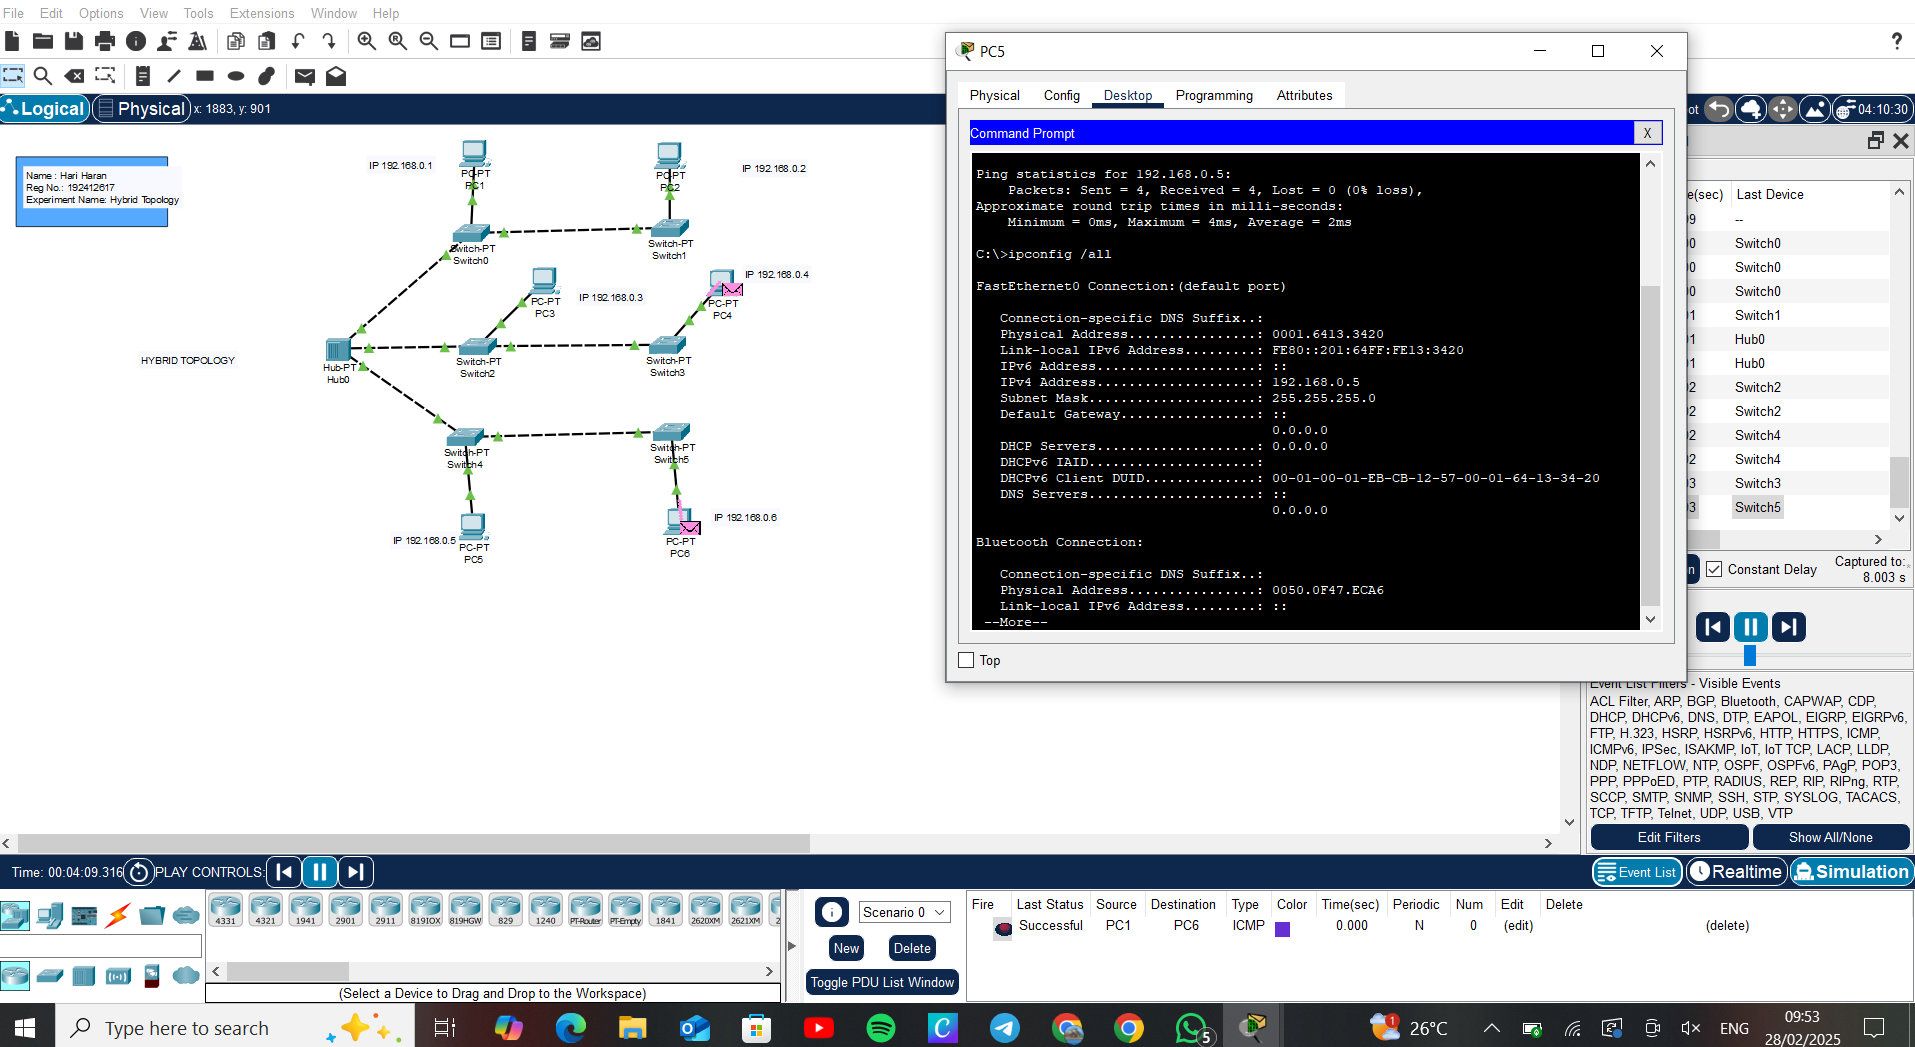 File Edit Options View Tools Extensions Window Help
Logical Physical x: 1883, y: 901
04:10:30
Name : Hari Haran
Reg No.: 192412617
Experiment Name: Hybrid Topology
IP 192.168.0.1
PC-PT
PC1
PC-PT
PC2
IP 192.168.0.2
Switch-PT
Switch0
Switch-PT
Switch1
PC-PT
PC3
IP 192.168.0.3
IP 192.168.0.4
PC-PT
PC4
HYBRID TOPOLOGY
Hub-PT
Hub0
Switch-PT
Switch2
Switch-PT
Switch3
Switch-PT
Switch4
Switch-PT
Switch5
IP 192.168.0.5
PC-PT
PC5
IP 192.168.0.6
PC-PT
PC6
PC5
Physical Config Desktop Programming Attributes
Command Prompt X
Ping statistics for 192.168.0.5:
Packets: Sent = 4, Received = 4, Lost = 0 (0% loss),
Approximate round trip times in milli-seconds:
Minimum = 0ms, Maximum = 4ms, Average = 2ms
C:\>ipconfig /all
FastEthernet0 Connection:(default port)
Connection-specific DNS Suffix..:
Physical Address................: 0001.6413.3420
Link-local IPv6 Address.........: FE80::201:64FF:FE13:3420
IPv6 Address....................: ::
IPv4 Address....................: 192.168.0.5
Subnet Mask.....................: 255.255.255.0
Default Gateway.................: ::
0.0.0.0
DHCP Servers....................: 0.0.0.0
DHCPv6 IAID.....................:
DHCPv6 Client DUID..............: 00-01-00-01-EB-CB-12-57-00-01-64-13-34-20
DNS Servers.....................: ::
0.0.0.0
Bluetooth Connection:
Connection-specific DNS Suffix..:
Physical Address................: 0050.0F47.ECA6
Link-local IPv6 Address.........: ::
--More--
Top
e(sec) Last Device
9 --
0 Switch0
0 Switch0
0 Switch0
1 Switch1
1 Hub0
1 Hub0
2 Switch2
2 Switch2
2 Switch4
2 Switch4
3 Switch3
3 Switch5
Constant Delay
Captured to:
8.003 s
Event List Filters - Visible Events
ACL Filter, ARP, BGP, Bluetooth, CAPWAP, CDP,
DHCP, DHCPv6, DNS, DTP, EAPOL, EIGRP, EIGRPv6,
FTP, H.323, HSRP, HSRPv6, HTTP, HTTPS, ICMP,
ICMPv6, IPSec, ISAKMP, IoT, IoT TCP, LACP, LLDP,
NDP, NETFLOW, NTP, OSPF, OSPFv6, PAgP, POP3,
PPP, PPPoED, PTP, RADIUS, REP, RIP, RIPng, RTP,
SCCP, SMTP, SNMP, SSH, STP, SYSLOG, TACACS,
TCP, TFTP, Telnet, UDP, USB, VTP
Edit Filters Show All/None
Time: 00:04:09.316 PLAY CONTROLS:
Event List Realtime Simulation
4331 4321 1941 2901 2911 819IOX 819HGW 829 1240 PT-Router PT-Empty 1841 2620XM 2621XM 2
(Select a Device to Drag and Drop to the Workspace)
Scenario 0
New Delete
Toggle PDU List Window
Fire Last Status Source Destination Type Color Time(sec) Periodic Num Edit Delete
Successful PC1 PC6 ICMP 0.000 N 0 (edit) (delete)
Type here to search
5
1
26°C
ENG
09:53
28/02/2025